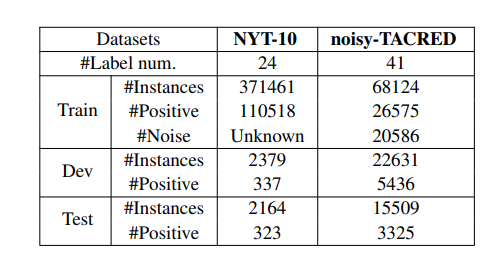 Datasets NYT-10 noisy-TACRED
#Label num. 24 41
Train #Instances 371461 68124
#Positive 110518 26575
#Noise Unknown 20586
Dev #Instances 2379 22631
#Positive 337 5436
Test #Instances 2164 15509
#Positive 323 3325